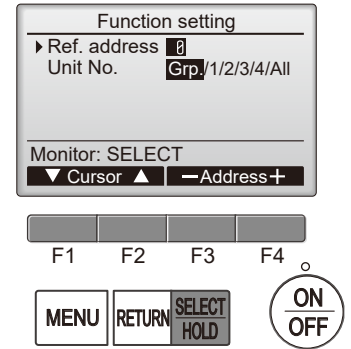 Function setting
Ref. address 0
Unit No. Grp./1/2/3/4/All
Monitor: SELECT
▼ Cursor ▲ −Address+
F1 F2 F3 F4
MENU RETURN SELECT
HOLD
ON
OFF